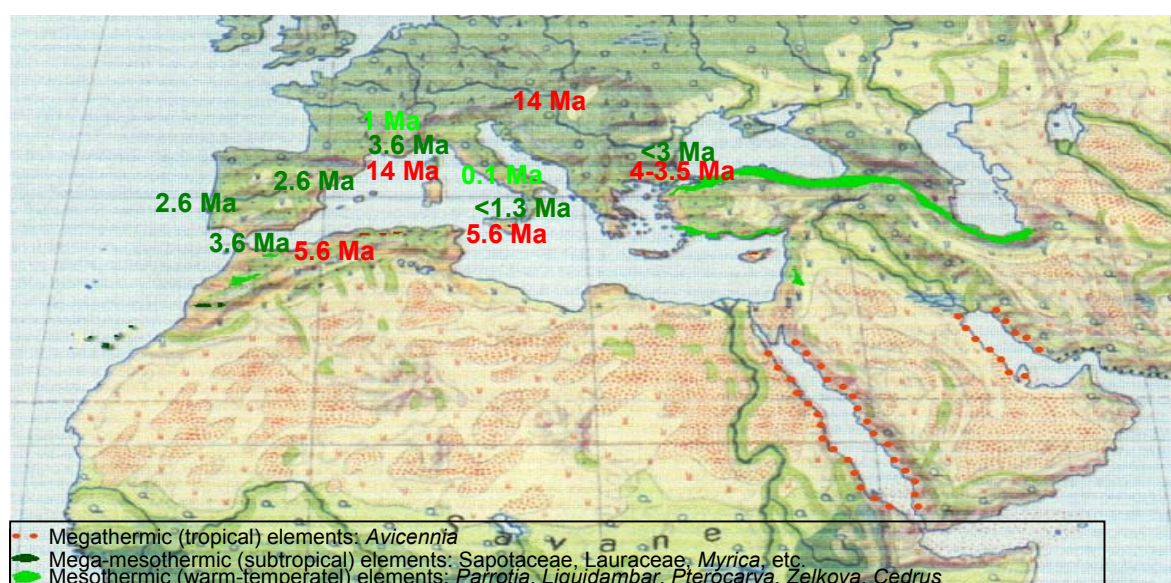 14 Ma
1 Ma
3.6 Ma
<3 Ma
14 Ma
0.1 Ma
4-3.5 Ma
2.6 Ma
2.6 Ma
<1.3 Ma
3.6 Ma
5.6 Ma
5.6 Ma
S a v a n e
Megathermic (tropical) elements: Avicennia
Mega-mesothermic (subtropical) elements: Sapotaceae, Lauraceae, Myrica, etc.
Mesothermic (warm-temperatel) elements: Parrotia, Liquidambar, Pterocarya, Zelkova, Cedrus